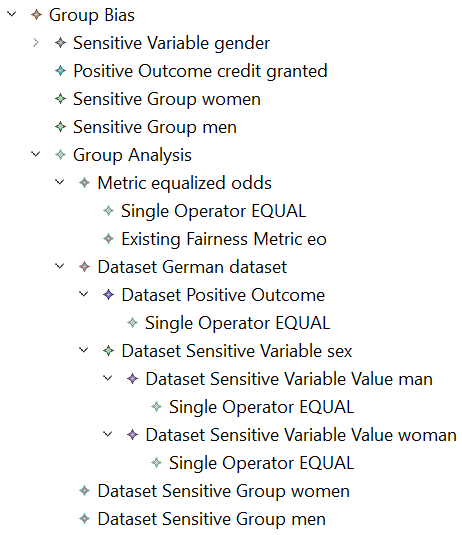 Group Bias
Sensitive Variable gender
Positive Outcome credit granted
Sensitive Group women
Sensitive Group men
Group Analysis
Metric equalized odds
Single Operator EQUAL
Existing Fairness Metric eo
Dataset German dataset
Dataset Positive Outcome
Single Operator EQUAL
Dataset Sensitive Variable sex
Dataset Sensitive Variable Value man
Single Operator EQUAL
Dataset Sensitive Variable Value woman
Single Operator EQUAL
Dataset Sensitive Group women
Dataset Sensitive Group men